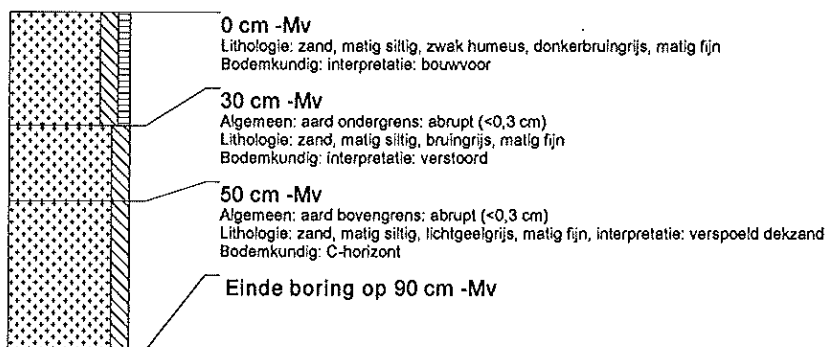 0 cm -Mv
Lithologie: zand, matig siltig, zwak humeus, donkerbruingrijs, matig fijn
Bodemkundig: interpretatie: bouwvoor
30 cm -Mv
Algemeen: aard ondergrens: abrupt (<0,3 cm)
Lithologie: zand, matig siltig, bruingrijs, matig fijn
Bodemkundig: interpretatie: verstoord
50 cm -Mv
Algemeen: aard bovengrens: abrupt (<0,3 cm)
Lithologie: zand, matig siltig, lichtgeelgrijs, matig fijn, interpretatie: verspoeld dekzand
Bodemkundig: C-horizont
Einde boring op 90 cm -Mv